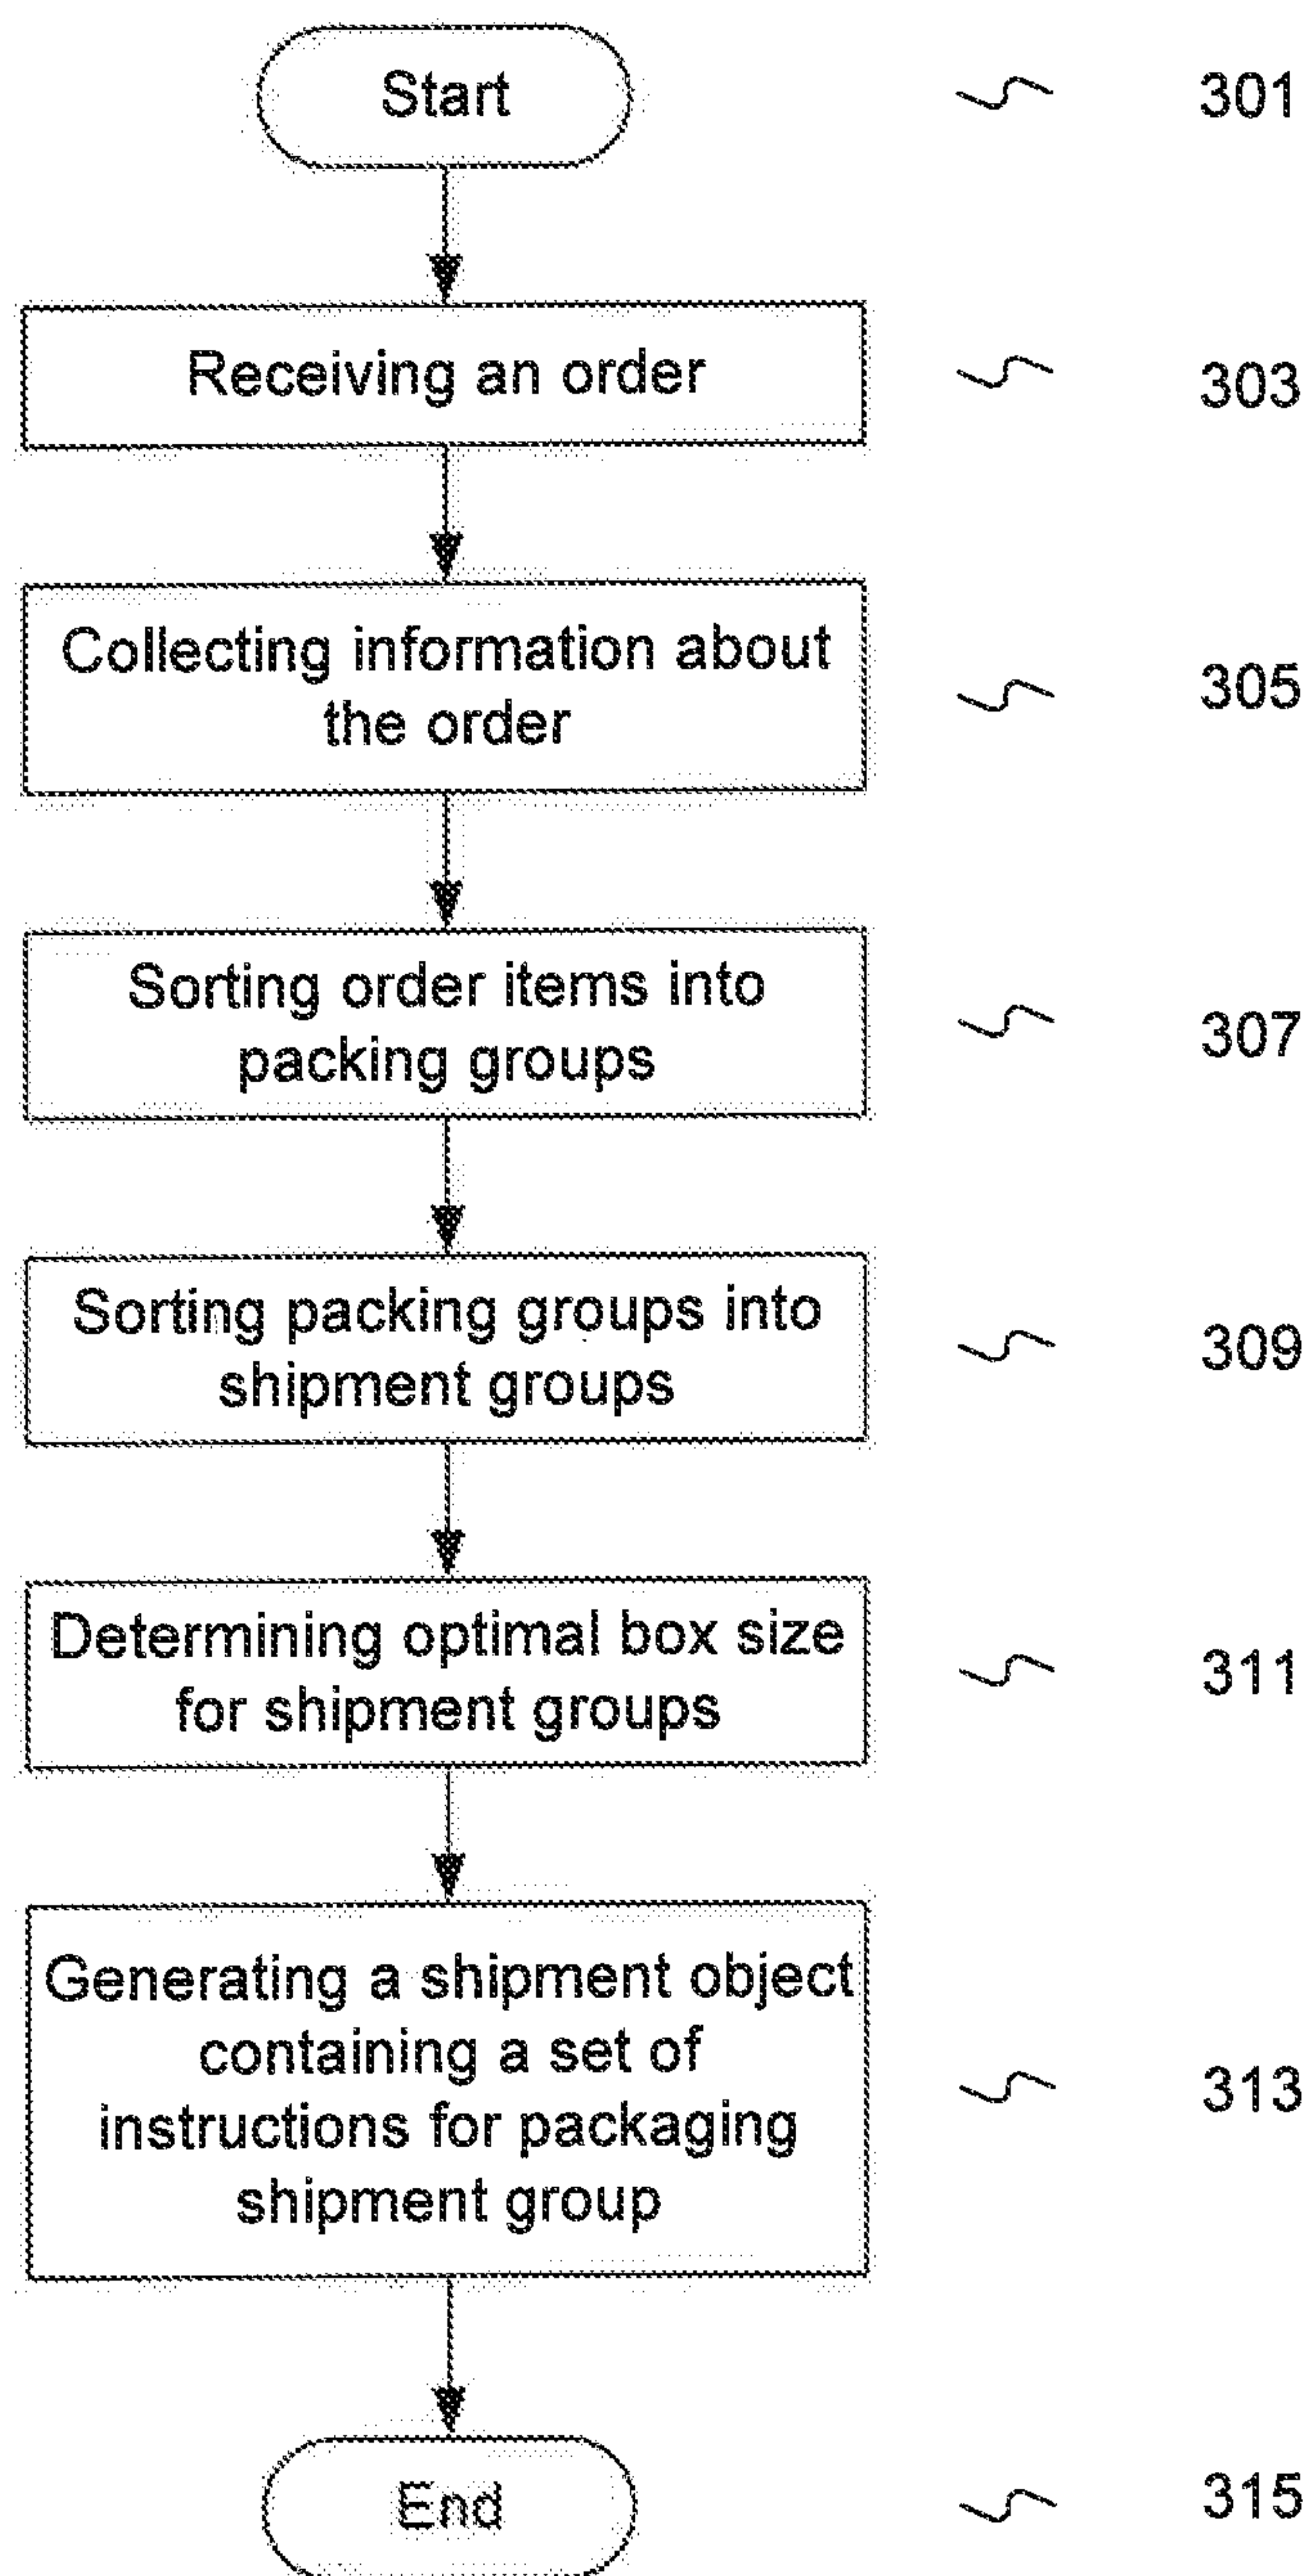 Start
301
Receiving an order
303
Collecting information about
the order
305
Sorting order items into
packing groups
307
Sorting packing groups into
shipment groups
309
Determining optimal box size
for shipment groups
311
Generating a shipment object
containing a set of
instructions for packaging
shipment group
313
End
315